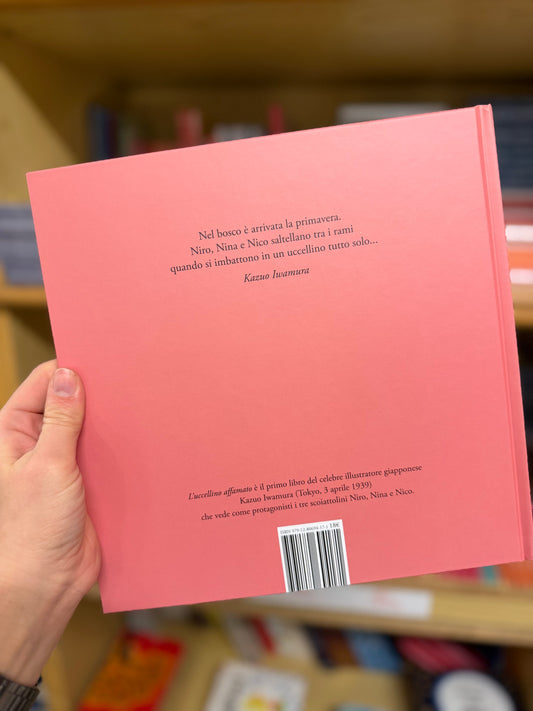 Nel bosco è arrivata la primavera.
Niro, Nina e Nico saltellano tra i rami
quando si imbattono in un uccellino tutto solo...
Kazuo Iwamura
L'uccellino affamato è il primo libro del celebre illustratore giapponese
Kazuo Iwamura (Tokyo, 3 aprile 1939)
che vede come protagonisti i tre scoiattolini Niro, Nina e Nico.
18€